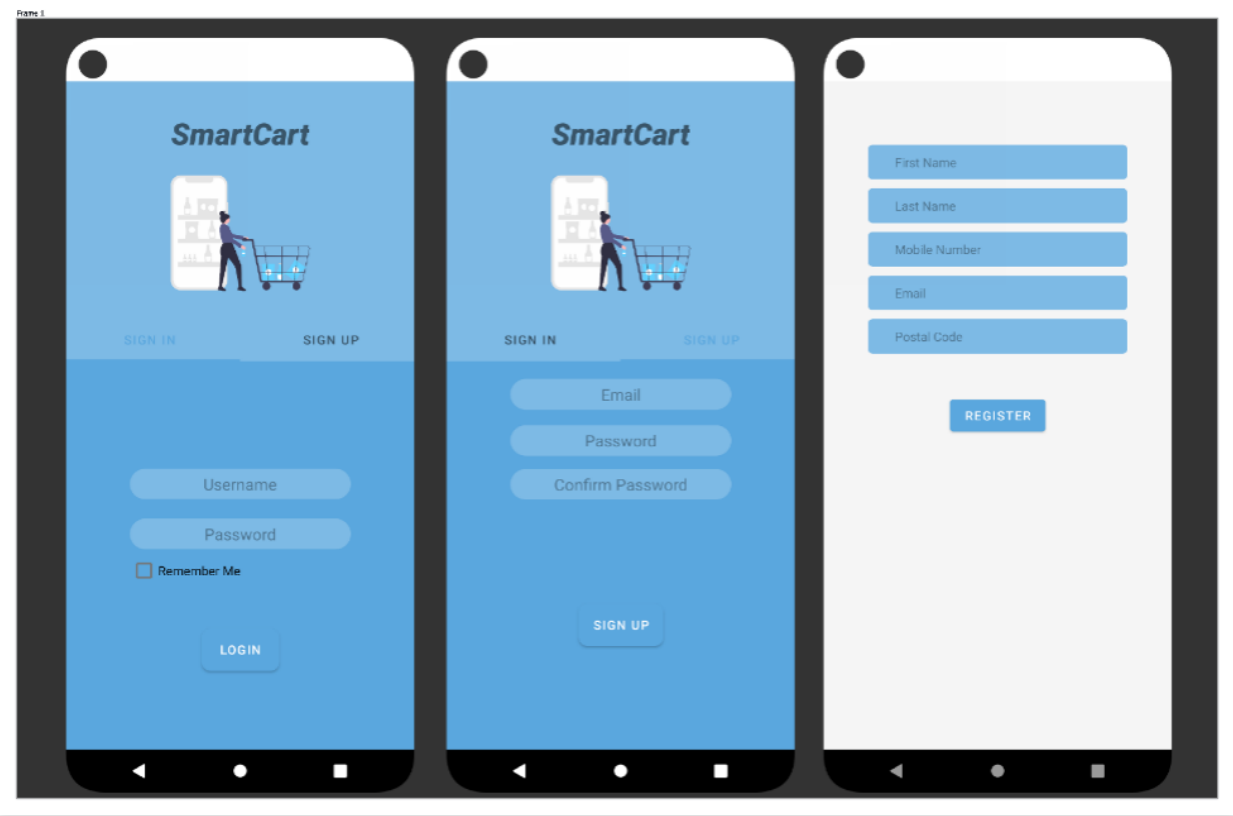 Frame 1
SmartCart
SIGN IN SIGN UP
Username
Password
Remember Me
LOGIN
SmartCart
SIGN IN SIGN UP
Email
Password
Confirm Password
SIGN UP
First Name
Last Name
Mobile Number
Email
Postal Code
REGISTER